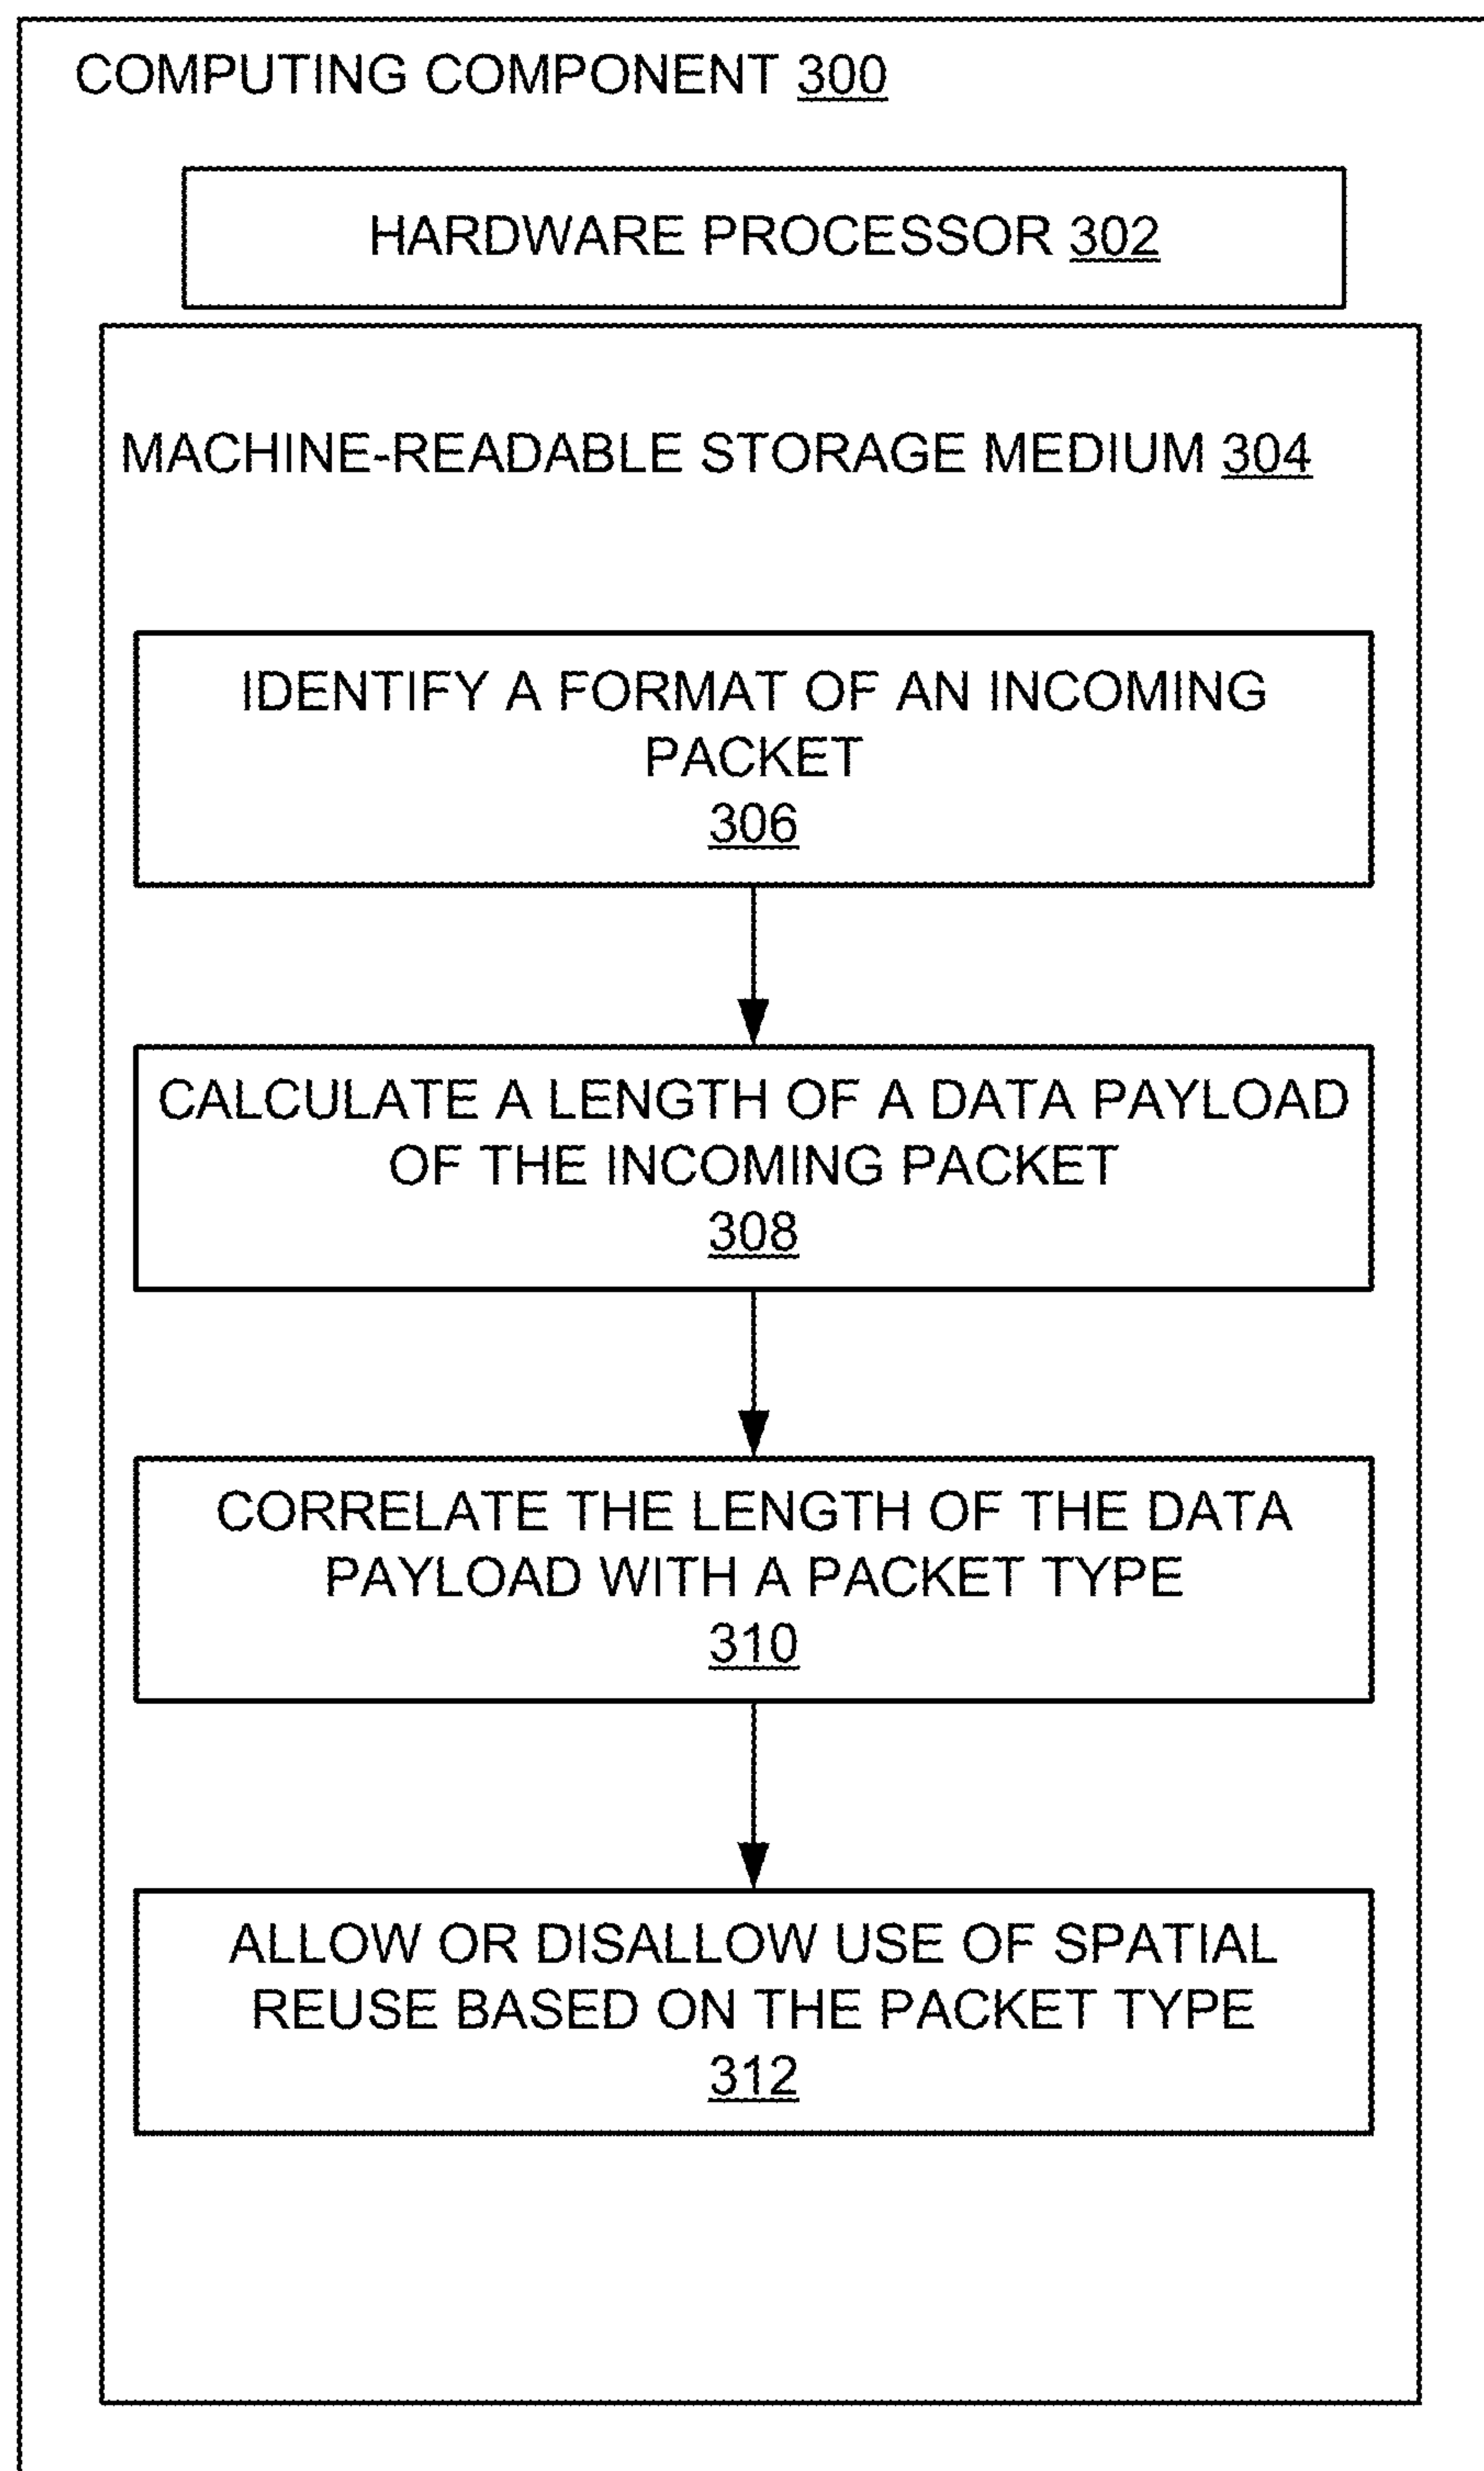 COMPUTING COMPONENT 300
HARDWARE PROCESSOR 302
MACHINE-READABLE STORAGE MEDIUM 304
IDENTIFY A FORMAT OF AN INCOMING
PACKET
306
CALCULATE A LENGTH OF A DATA PAYLOAD
OF THE INCOMING PACKET
308
CORRELATE THE LENGTH OF THE DATA
PAYLOAD WITH A PACKET TYPE
310
ALLOW OR DISALLOW USE OF SPATIAL
REUSE BASED ON THE PACKET TYPE
312